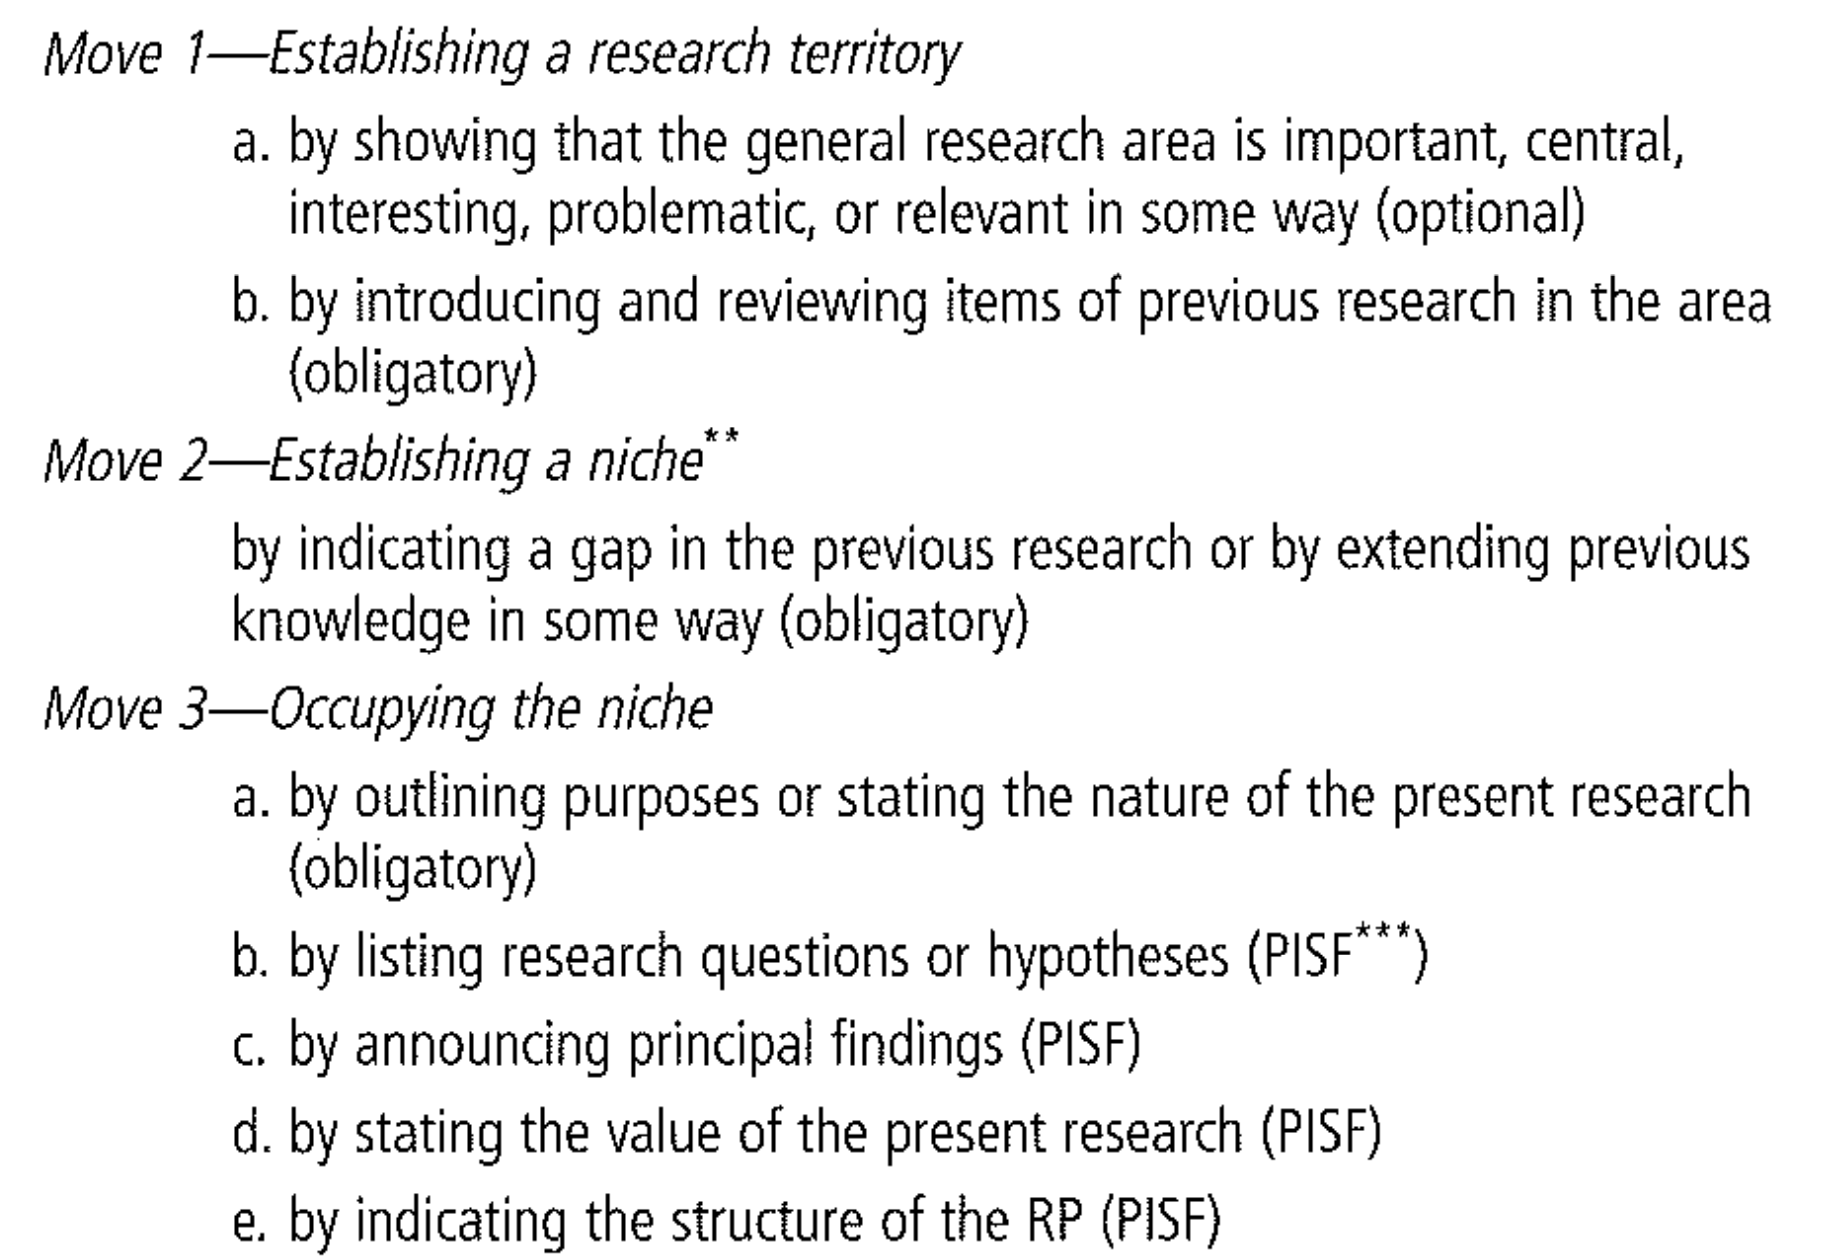 Move 1—Establishing a research territory
a. by showing that the general research area is important, central,
interesting, problematic, or relevant in some way (optional)
b. by introducing and reviewing items of previous research in the area
(obligatory)
Move 2—Establishing a niche**
by indicating a gap in the previous research or by extending previous
knowledge in some way (obligatory)
Move 3—Occupying the niche
a. by outlining purposes or stating the nature of the present research
(obligatory)
b. by listing research questions or hypotheses (PISF***)
c. by announcing principal findings (PISF)
d. by stating the value of the present research (PISF)
e. by indicating the structure of the RP (PISF)